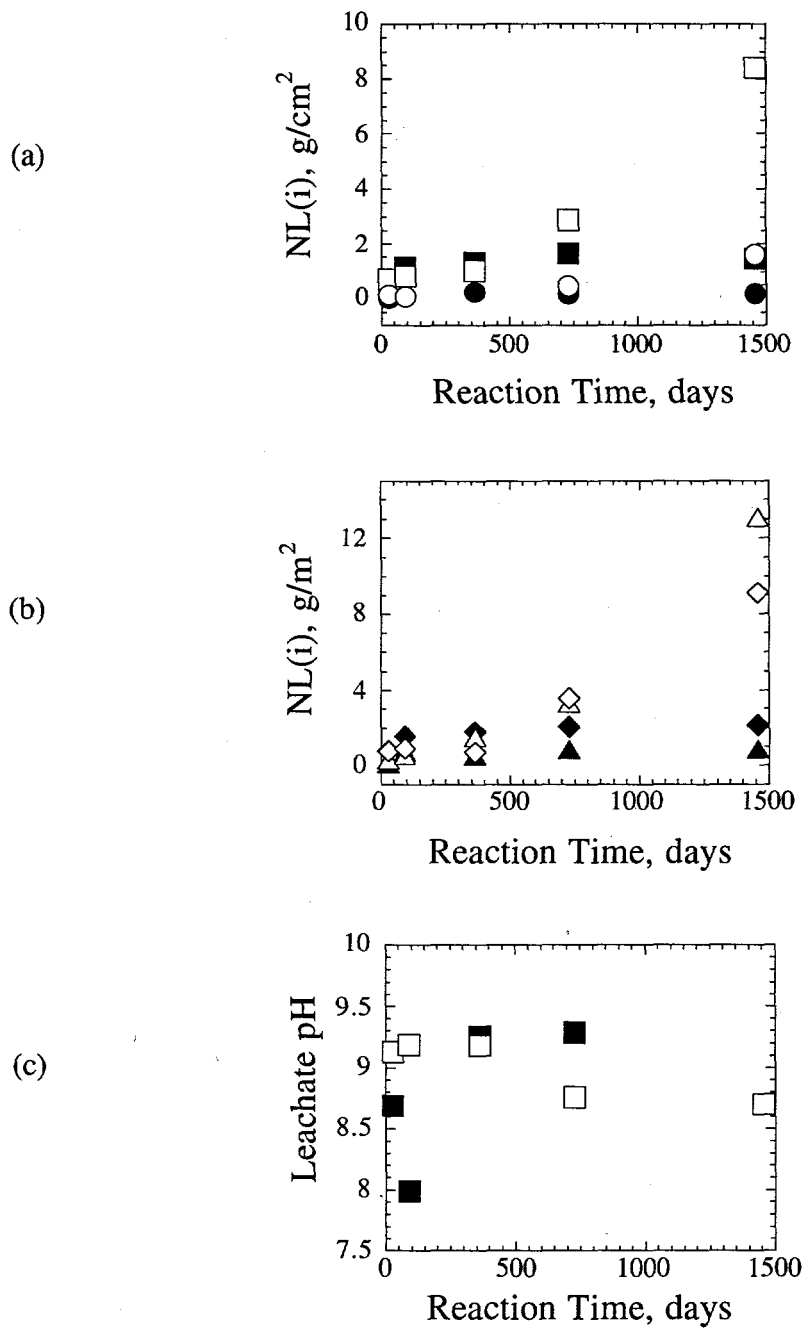 (a)
NL(i), g/cm²
10
8
6
4
2
0
0 500 1000 1500
Reaction Time, days
(b)
NL(i), g/m²
12
8
4
0
0 500 1000 1500
Reaction Time, days
(c)
Leachate pH
10
9.5
9
8.5
8
7.5
0 500 1000 1500
Reaction Time, days